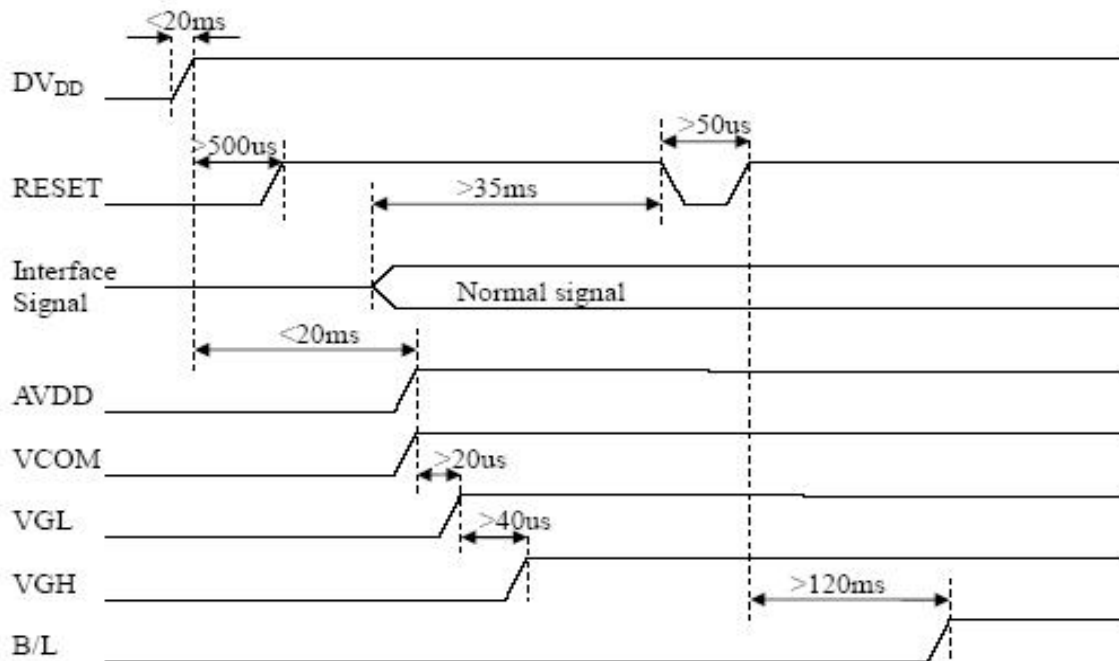 <20ms
DVDD
>500us
>50us
RESET
>35ms
Interface
Signal
Normal signal
<20ms
AVDD
VCOM
>20us
VGL
>40us
VGH
>120ms
B/L